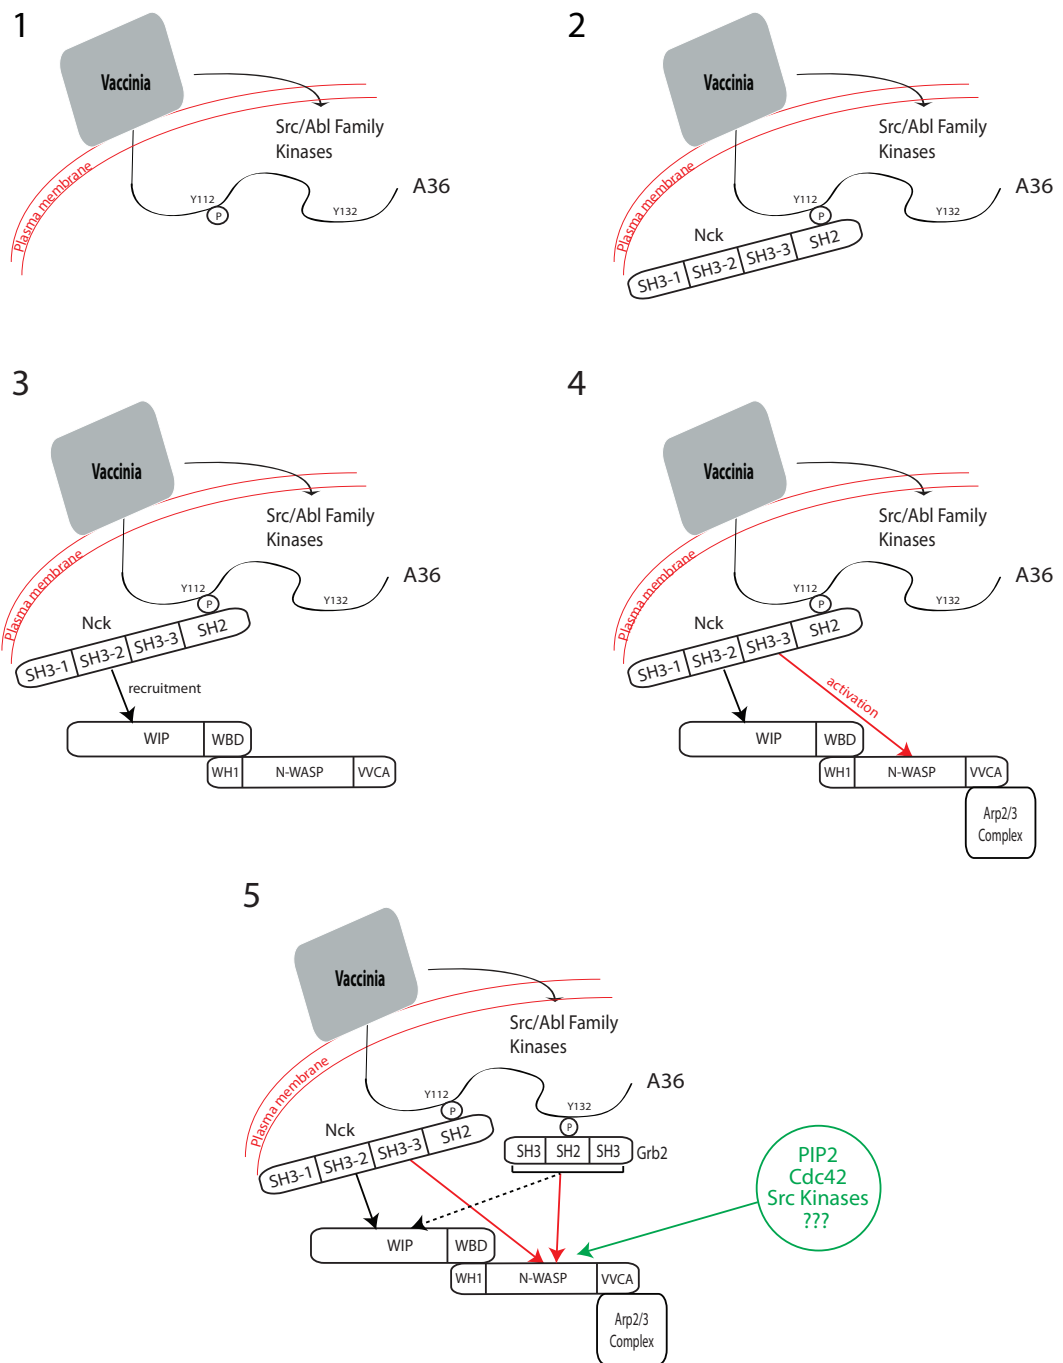 1
Vaccinia
Src/Abl Family
Kinases
Plasma membrane
Y112
P
Y132
A36
2
Vaccinia
Src/Abl Family
Kinases
Plasma membrane
Y112
P
Y132
A36
Nck
SH3-1 SH3-2 SH3-3 SH2
3
Vaccinia
Src/Abl Family
Kinases
Plasma membrane
Y112
P
Y132
A36
Nck
SH3-1 SH3-2 SH3-3 SH2
recruitment
WIP WBD
WH1 N-WASP VVCA
4
Vaccinia
Src/Abl Family
Kinases
Plasma membrane
Y112
P
Y132
A36
Nck
SH3-1 SH3-2 SH3-3 SH2
activation
WIP WBD
WH1 N-WASP VVCA
Arp2/3
Complex
5
Vaccinia
Src/Abl Family
Kinases
Plasma membrane
Y112
P
Y132
P
A36
Nck
SH3-1 SH3-2 SH3-3 SH2
SH3 SH2 SH3 Grb2
PIP2
Cdc42
Src Kinases
???
WIP WBD
WH1 N-WASP VVCA
Arp2/3
Complex